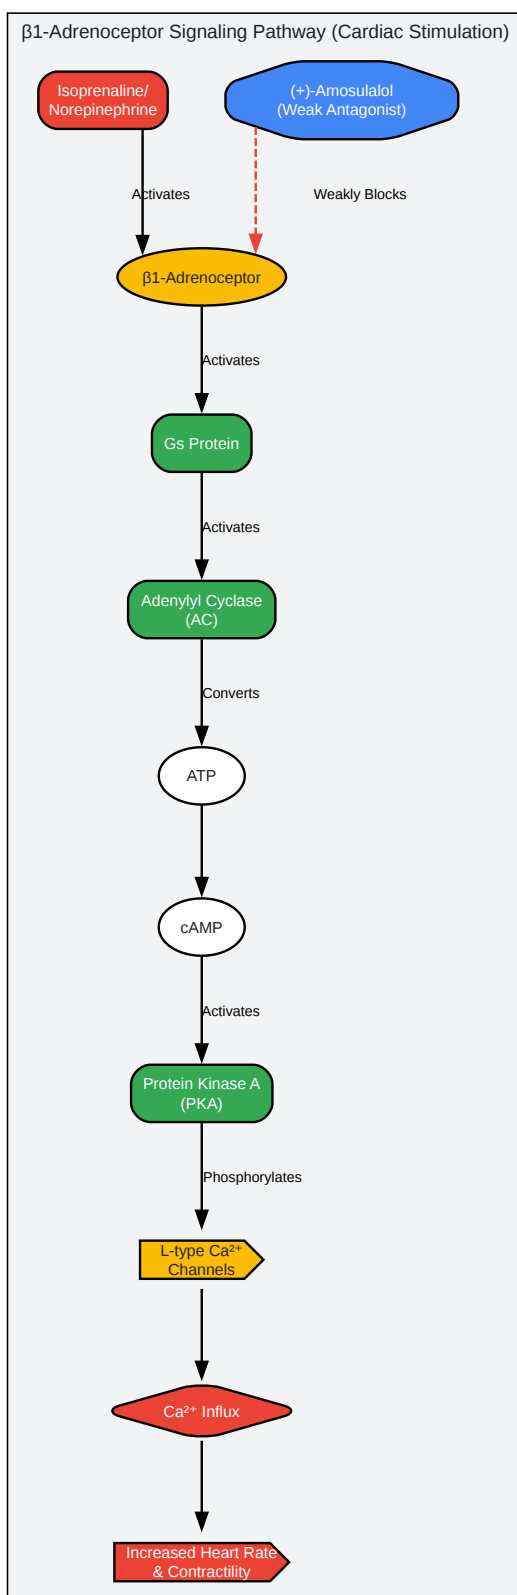 β1-Adrenoceptor Signaling Pathway (Cardiac Stimulation)
Isoprenaline/
Norepinephrine
(+)-Amosulalol
(Weak Antagonist)
Activates
Weakly Blocks
β1-Adrenoceptor
Activates
Gs Protein
Activates
Adenylyl Cyclase
(AC)
Converts
ATP
cAMP
Activates
Protein Kinase A
(PKA)
Phosphorylates
L-type Ca²⁺
Channels
Ca²⁺ Influx
Increased Heart Rate
& Contractility